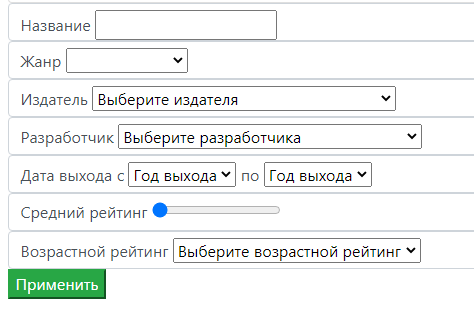 Название
Жанр
Издатель Выберите издателя
Разработчик Выберите разработчика
Дата выхода с Год выхода по Год выхода
Средний рейтинг
Возрастной рейтинг Выберите возрастной рейтинг
Применить